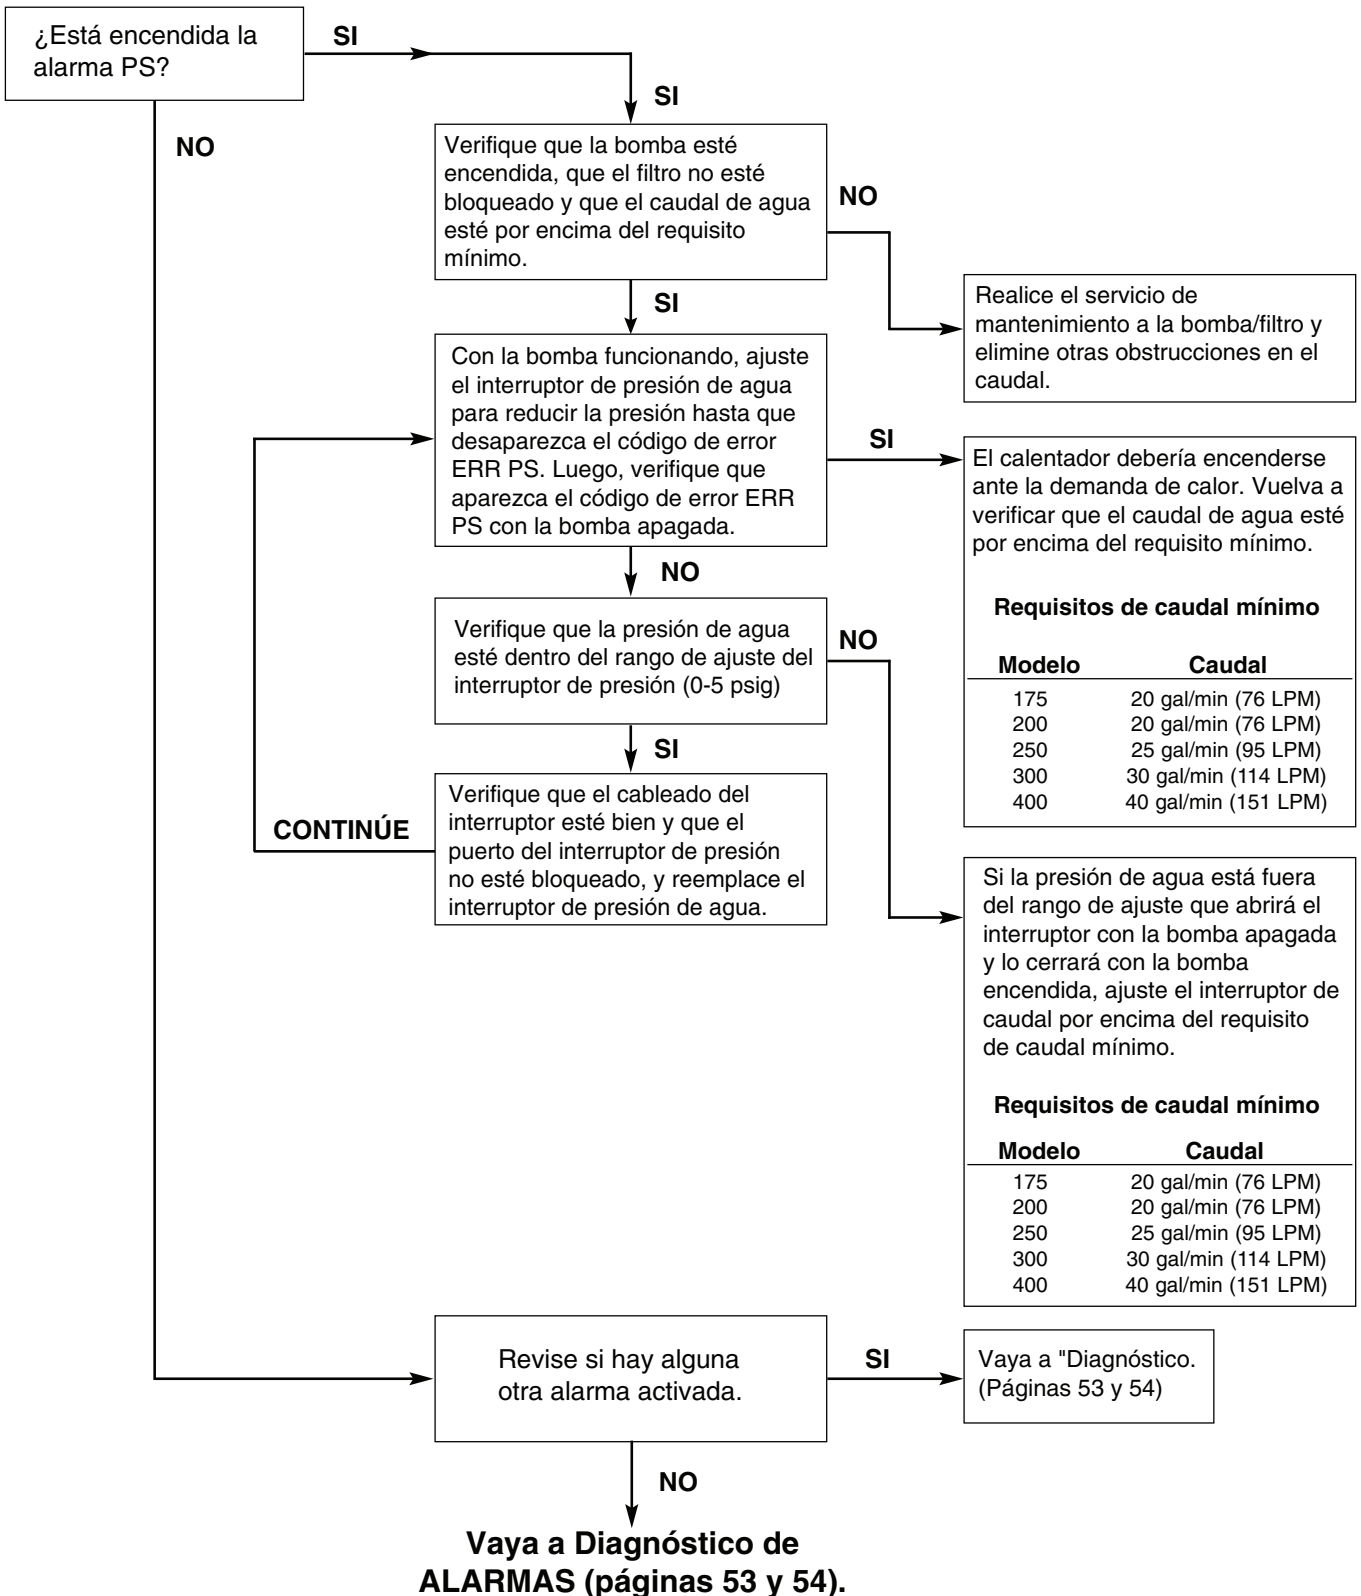 ¿Está encendida la
alarma PS?
SI
SI
NO
Verifique que la bomba esté
encendida, que el filtro no esté
bloqueado y que el caudal de agua
esté por encima del requisito
mínimo.
NO
SI
Realice el servicio de
mantenimiento a la bomba/filtro y
elimine otras obstrucciones en el
caudal.
Con la bomba funcionando, ajuste
el interruptor de presión de agua
para reducir la presión hasta que
desaparezca el código de error
ERR PS. Luego, verifique que
aparezca el código de error ERR
PS con la bomba apagada.
SI
El calentador debería encenderse
ante la demanda de calor. Vuelva a
verificar que el caudal de agua esté
por encima del requisito mínimo.
Requisitos de caudal mínimo
Modelo Caudal
175 20 gal/min (76 LPM)
200 20 gal/min (76 LPM)
250 25 gal/min (95 LPM)
300 30 gal/min (114 LPM)
400 40 gal/min (151 LPM)
NO
Verifique que la presión de agua
esté dentro del rango de ajuste del
interruptor de presión (0-5 psig)
NO
SI
Verifique que el cableado del
interruptor esté bien y que el
puerto del interruptor de presión
no esté bloqueado, y reemplace el
interruptor de presión de agua.
CONTINÚE
Si la presión de agua está fuera
del rango de ajuste que abrirá el
interruptor con la bomba apagada
y lo cerrará con la bomba
encendida, ajuste el interruptor de
caudal por encima del requisito
de caudal mínimo.
Requisitos de caudal mínimo
Modelo Caudal
175 20 gal/min (76 LPM)
200 20 gal/min (76 LPM)
250 25 gal/min (95 LPM)
300 30 gal/min (114 LPM)
400 40 gal/min (151 LPM)
Revise si hay alguna
otra alarma activada.
SI
Vaya a "Diagnóstico.
(Páginas 53 y 54)
NO
Vaya a Diagnóstico de
ALARMAS (páginas 53 y 54).